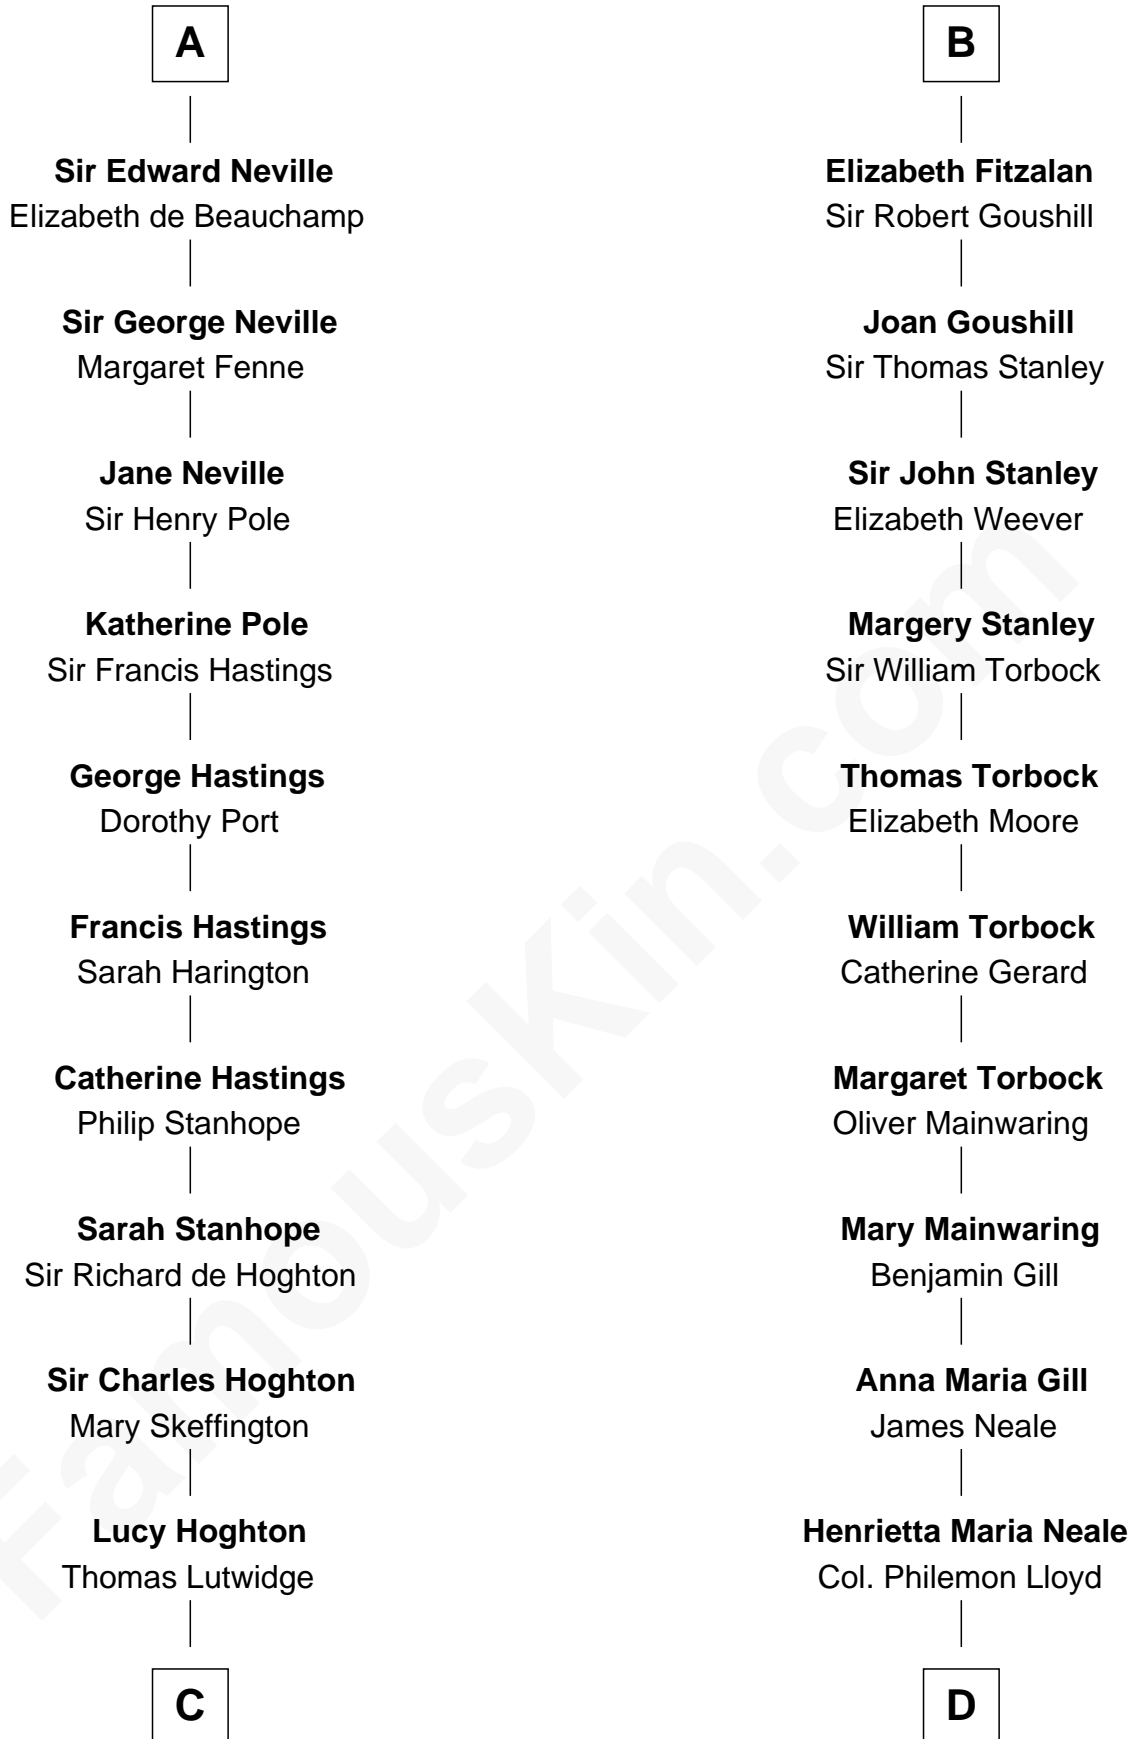 A
Sir Edward Neville
Elizabeth de Beauchamp
Sir George Neville
Margaret Fenne
Jane Neville
Sir Henry Pole
Katherine Pole
Sir Francis Hastings
George Hastings
Dorothy Port
Francis Hastings
Sarah Harington
Catherine Hastings
Philip Stanhope
Sarah Stanhope
Sir Richard de Hoghton
Sir Charles Hoghton
Mary Skeffington
Lucy Hoghton
Thomas Lutwidge
C
B
Elizabeth Fitzalan
Sir Robert Goushill
Joan Goushill
Sir Thomas Stanley
Sir John Stanley
Elizabeth Weever
Margery Stanley
Sir William Torbock
Thomas Torbock
Elizabeth Moore
William Torbock
Catherine Gerard
Margaret Torbock
Oliver Mainwaring
Mary Mainwaring
Benjamin Gill
Anna Maria Gill
James Neale
Henrietta Maria Neale
Col. Philemon Lloyd
D
FamousKin.com